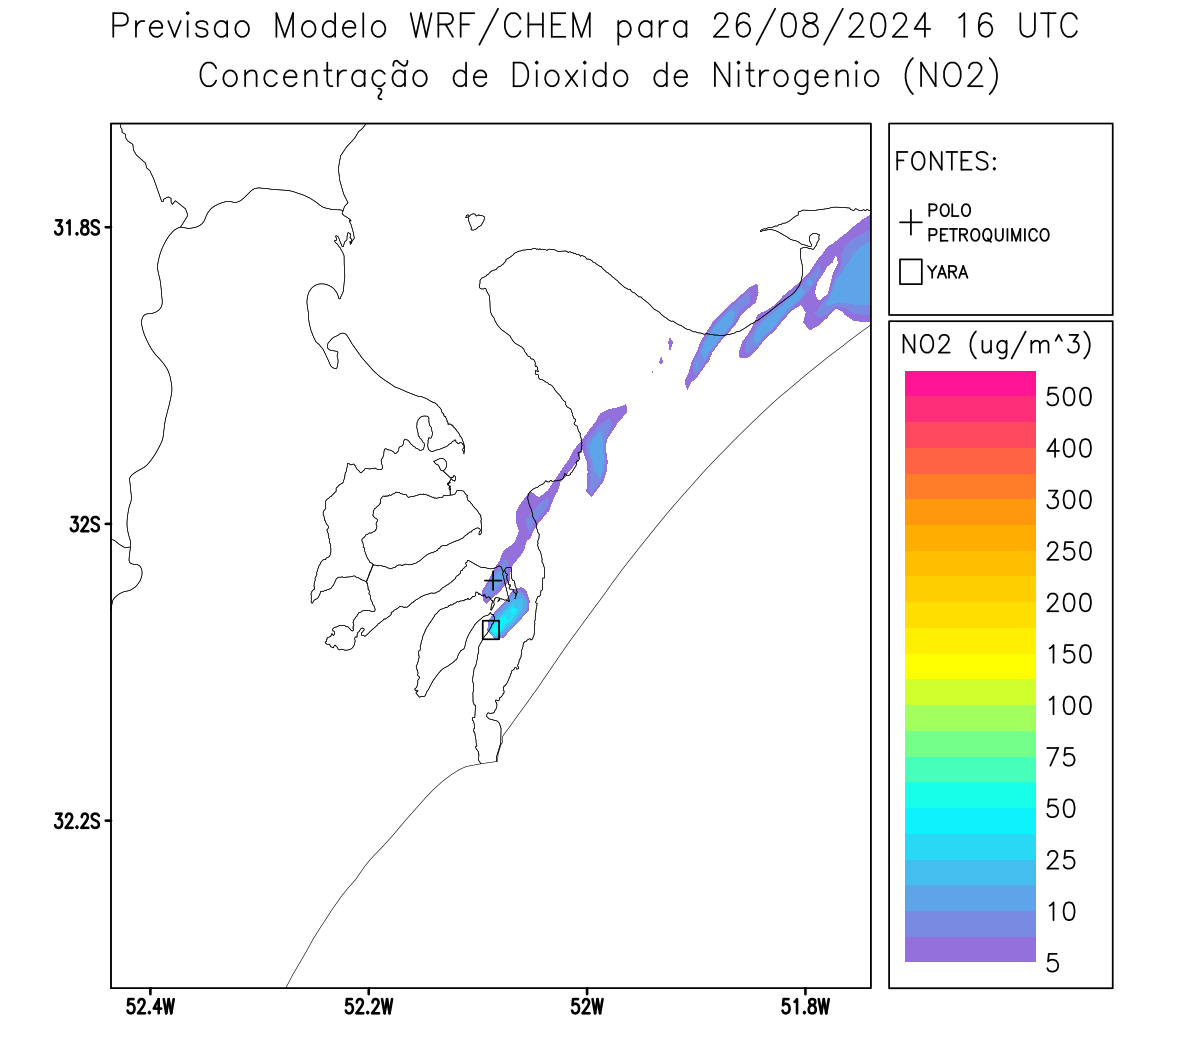 Previsao Modelo WRF/CHEM para 26/08/2024 16 UTC
Concentração de Dioxido de Nitrogenio (NO2)
FONTES:
POLO
PETROQUIMICO
YARA
NO2 (ug/m^3)
500
400
300
250
200
150
100
75
50
25
10
5
31.8S
32S
32.2S
52.4W
52.2W
52W
51.8W